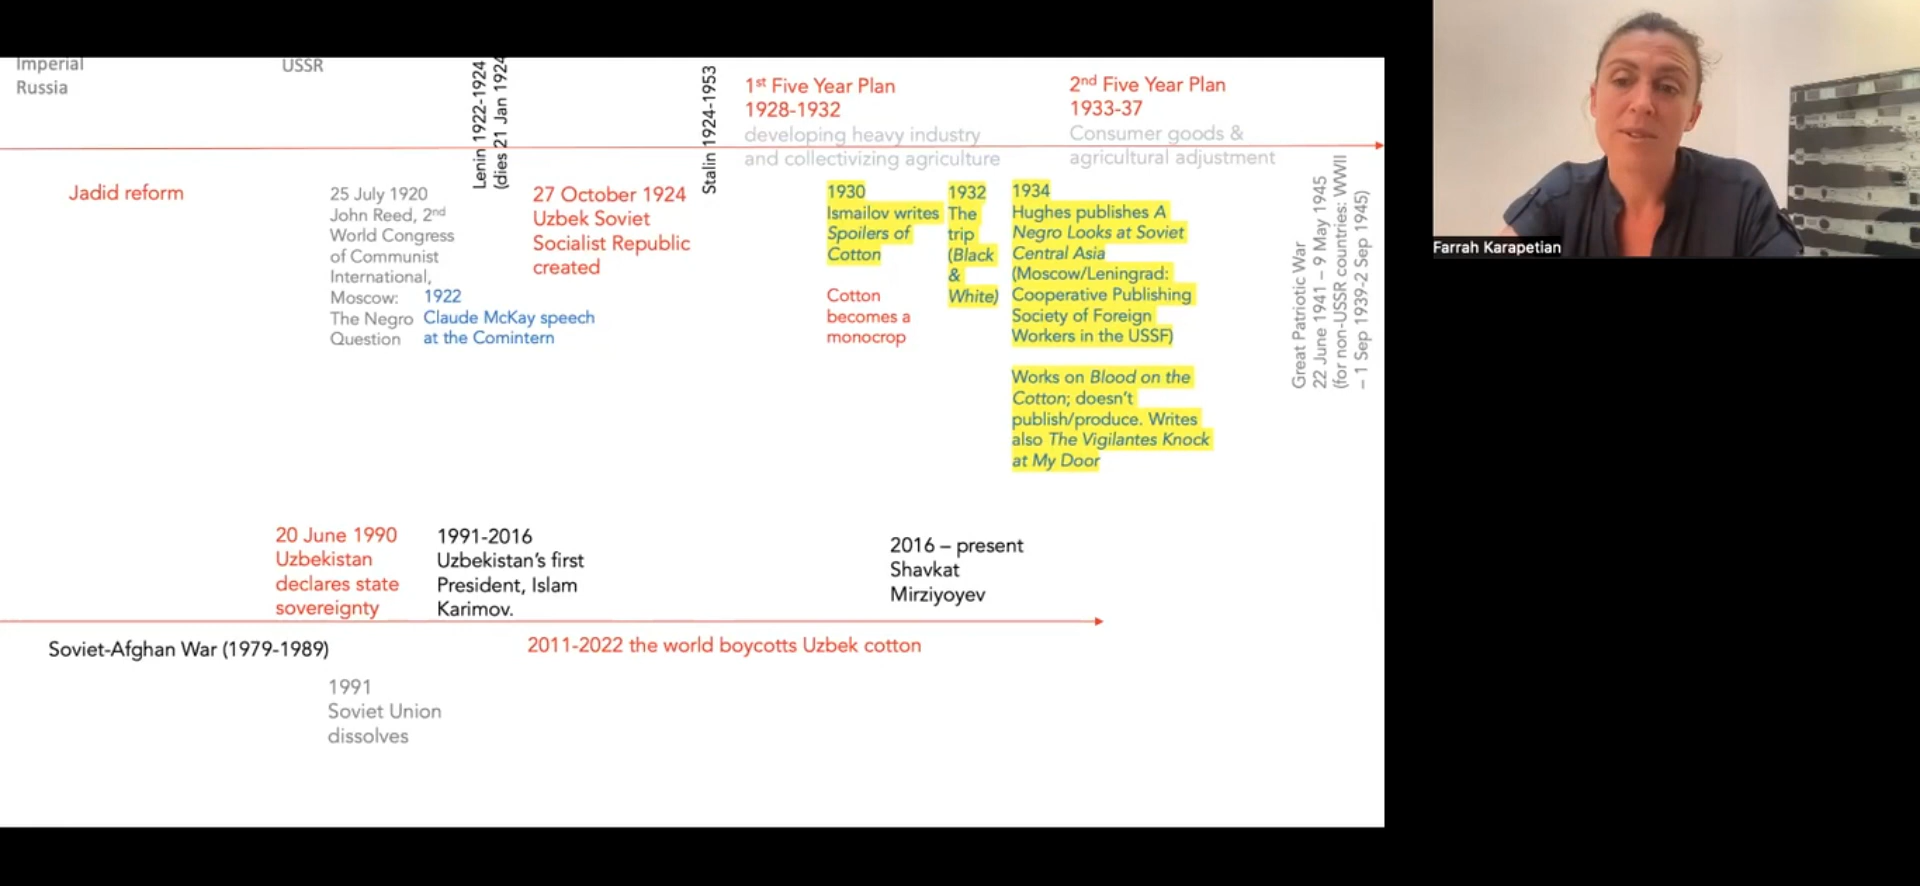 Imperial
Russia
USSR
Lenin 1922-1924
(dies 21 Jan 1924
Stalin 1924-1953
1st Five Year Plan
1928-1932
developing heavy industry
and collectivizing agriculture
2nd Five Year Plan
1933-37
Consumer goods &
agricultural adjustment
Jadid reform
25 July 1920
John Reed, 2nd
World Congress
of Communist
International,
Moscow:
The Negro
Question
1922
Claude McKay speech
at the Comintern
27 October 1924
Uzbek Soviet
Socialist Republic
created
1930
Ismailov writes
Spoilers of
Cotton
Cotton
becomes a
monocrop
1932
The
trip
(Black
&
White)
1934
Hughes publishes A
Negro Looks at Soviet
Central Asia
(Moscow/Leningrad:
Cooperative Publishing
Society of Foreign
Workers in the USSF)
Works on Blood on the
Cotton; doesn't
publish/produce. Writes
also The Vigilantes Knock
at My Door
Great Patriotic War
22 June 1941 – 9 May 1945
(for non-USSR countries: WWII
– 1 Sep 1939-2 Sep 1945)
20 June 1990
Uzbekistan
declares state
sovereignty
1991-2016
Uzbekistan's first
President, Islam
Karimov.
2016 – present
Shavkat
Mirziyoyev
Soviet-Afghan War (1979-1989)
2011-2022 the world boycotts Uzbek cotton
1991
Soviet Union
dissolves
Farrah Karapetian